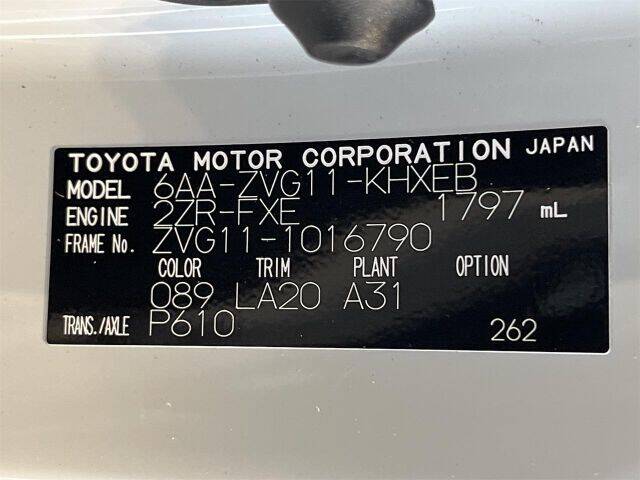 TOYOTA MOTOR CORPORATION JAPAN
MODEL 6AA-ZVG11-KHXEB
ENGINE 2ZR-FXE 1797 mL
FRAME No. ZVG11-1016790
COLOR TRIM PLANT OPTION
089 LA20 A31
TRANS./AXLE P610 262